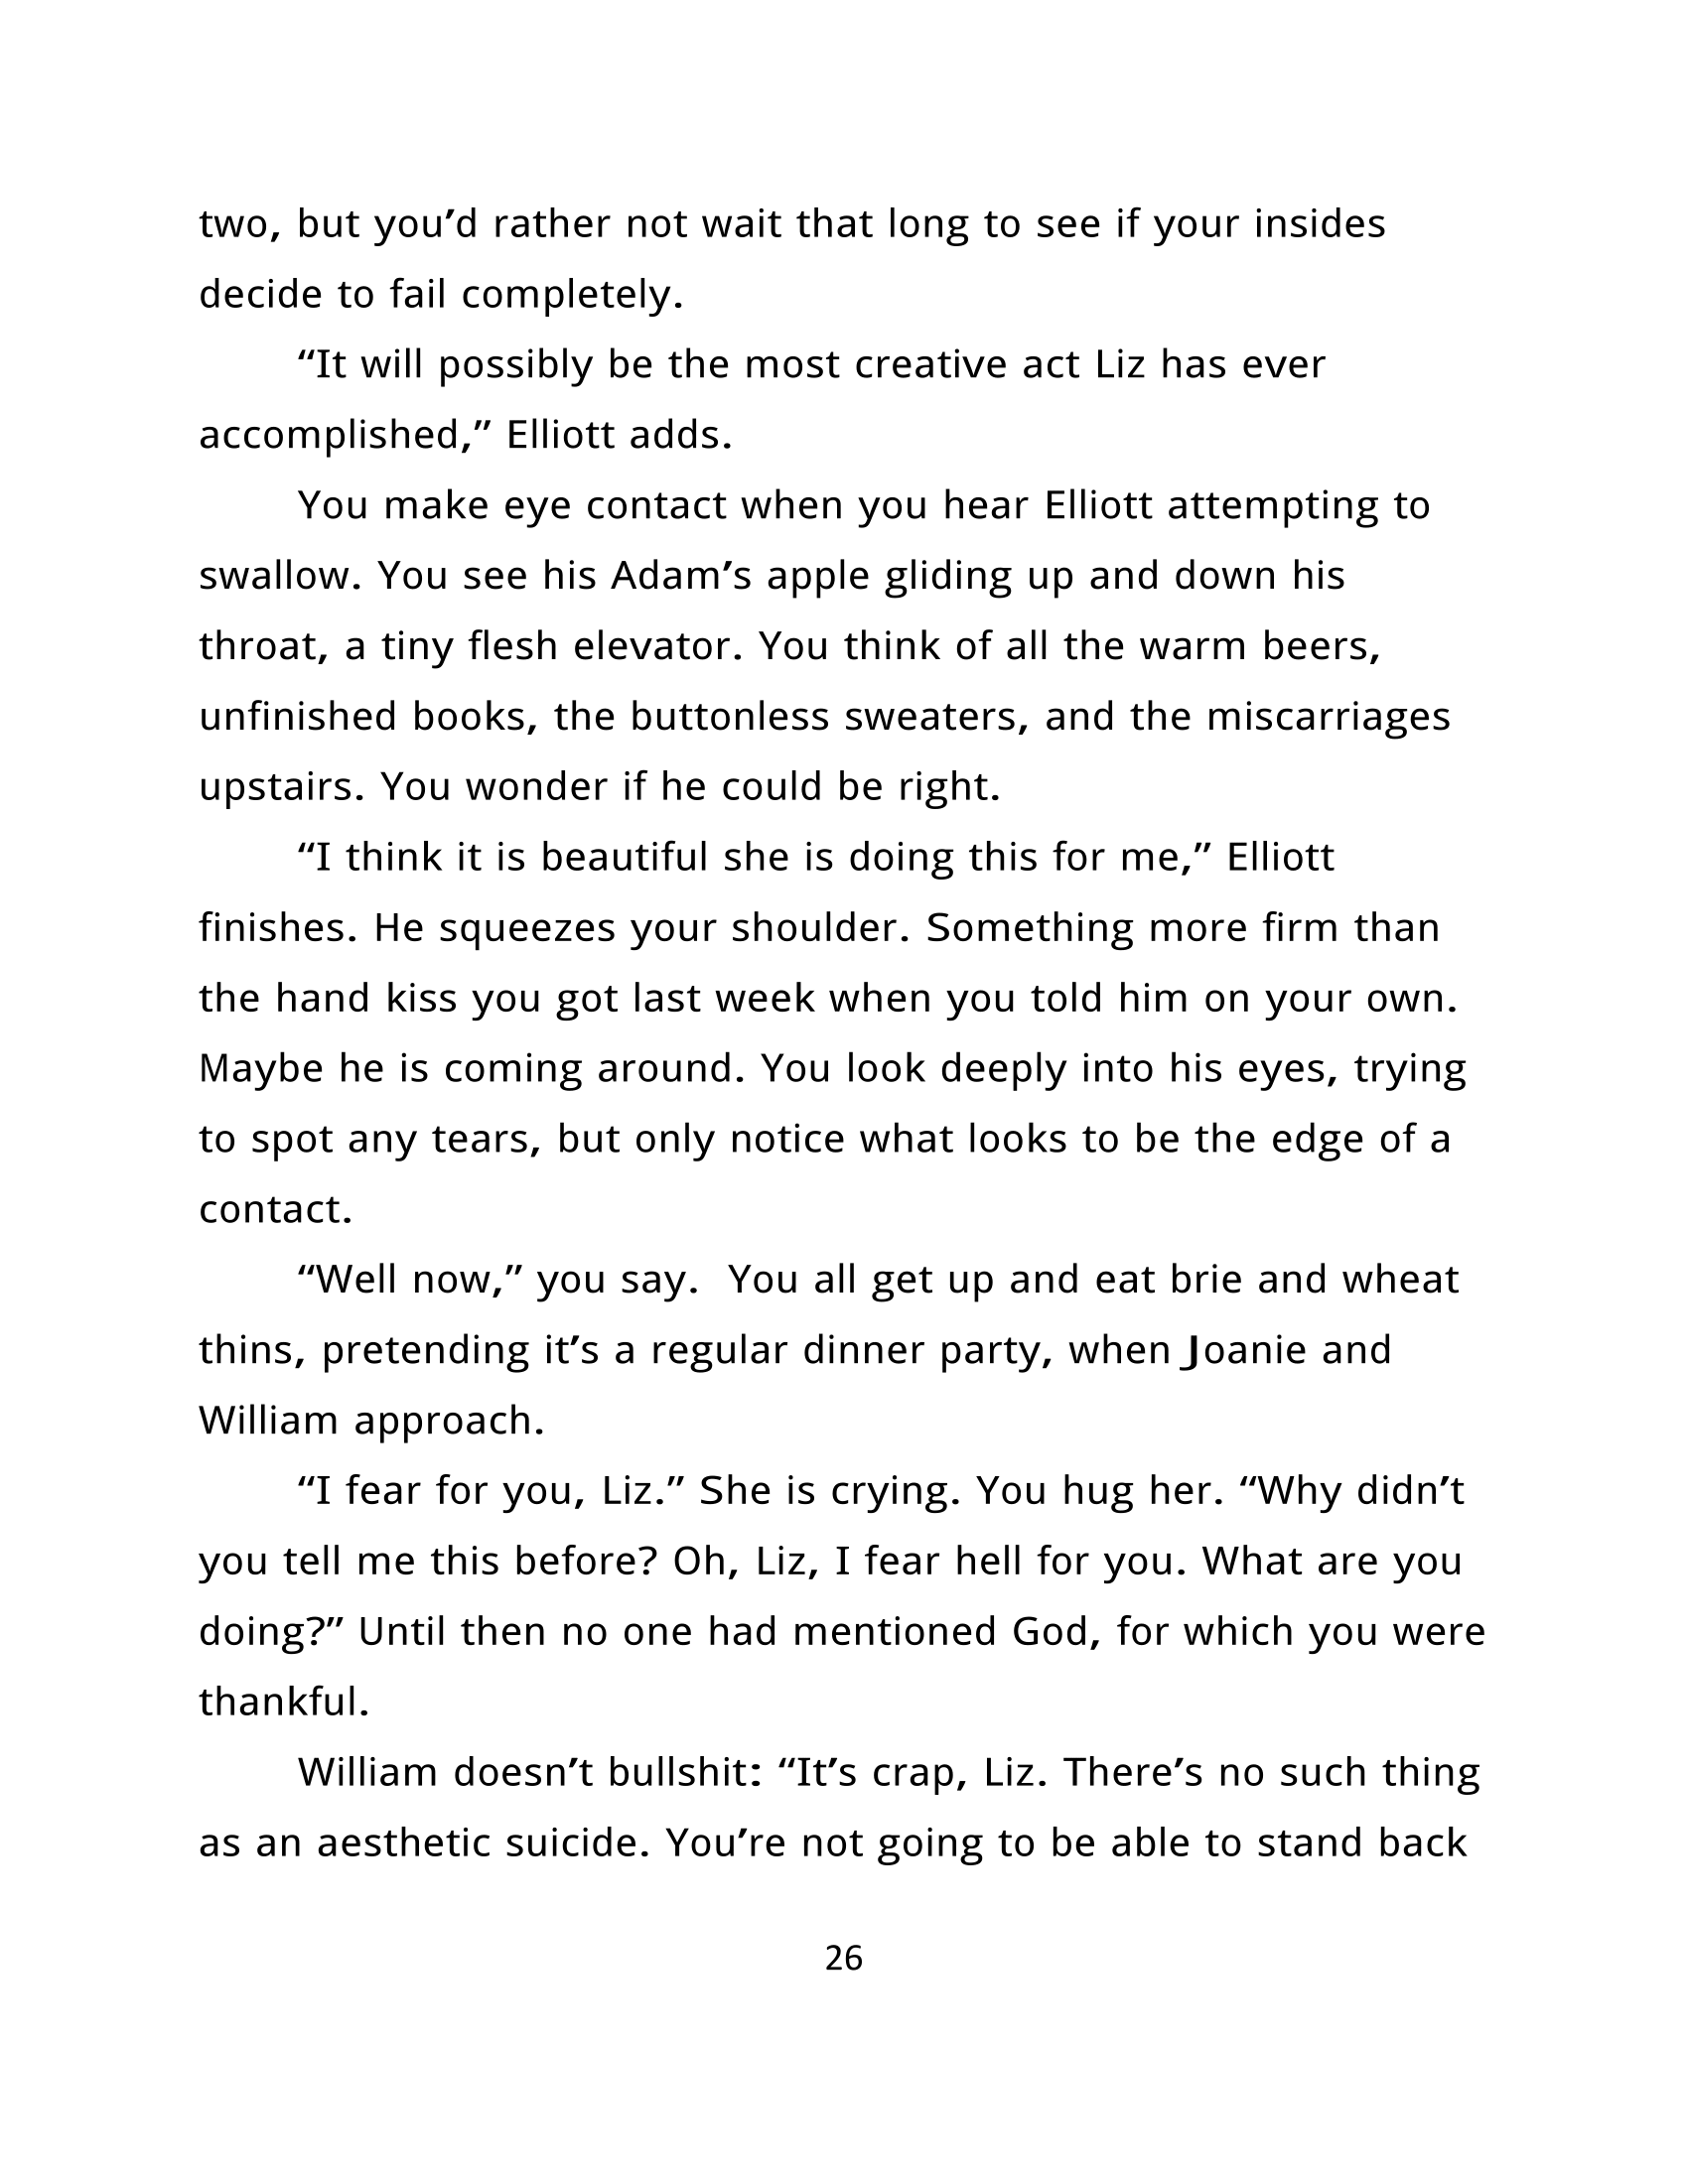 two, but you’d rather not wait that long to see if your insides
decide to fail completely.
“It will possibly be the most creative act Liz has ever
accomplished,” Elliott adds.
You make eye contact when you hear Elliott attempting to
swallow. You see his Adam’s apple gliding up and down his
throat, a tiny flesh elevator. You think of all the warm beers,
unfinished books, the buttonless sweaters, and the miscarriages
upstairs. You wonder if he could be right.
“I think it is beautiful she is doing this for me,” Elliott
finishes. He squeezes your shoulder. Something more firm than
the hand kiss you got last week when you told him on your own.
Maybe he is coming around. You look deeply into his eyes, trying
to spot any tears, but only notice what looks to be the edge of a
contact.
“Well now,” you say.  You all get up and eat brie and wheat
thins, pretending it’s a regular dinner party, when Joanie and
William approach.
“I fear for you, Liz.” She is crying. You hug her. “Why didn’t
you tell me this before? Oh, Liz, I fear hell for you. What are you
doing?” Until then no one had mentioned God, for which you were
thankful.
William doesn’t bullshit: “It’s crap, Liz. There’s no such thing
as an aesthetic suicide. You’re not going to be able to stand back
26